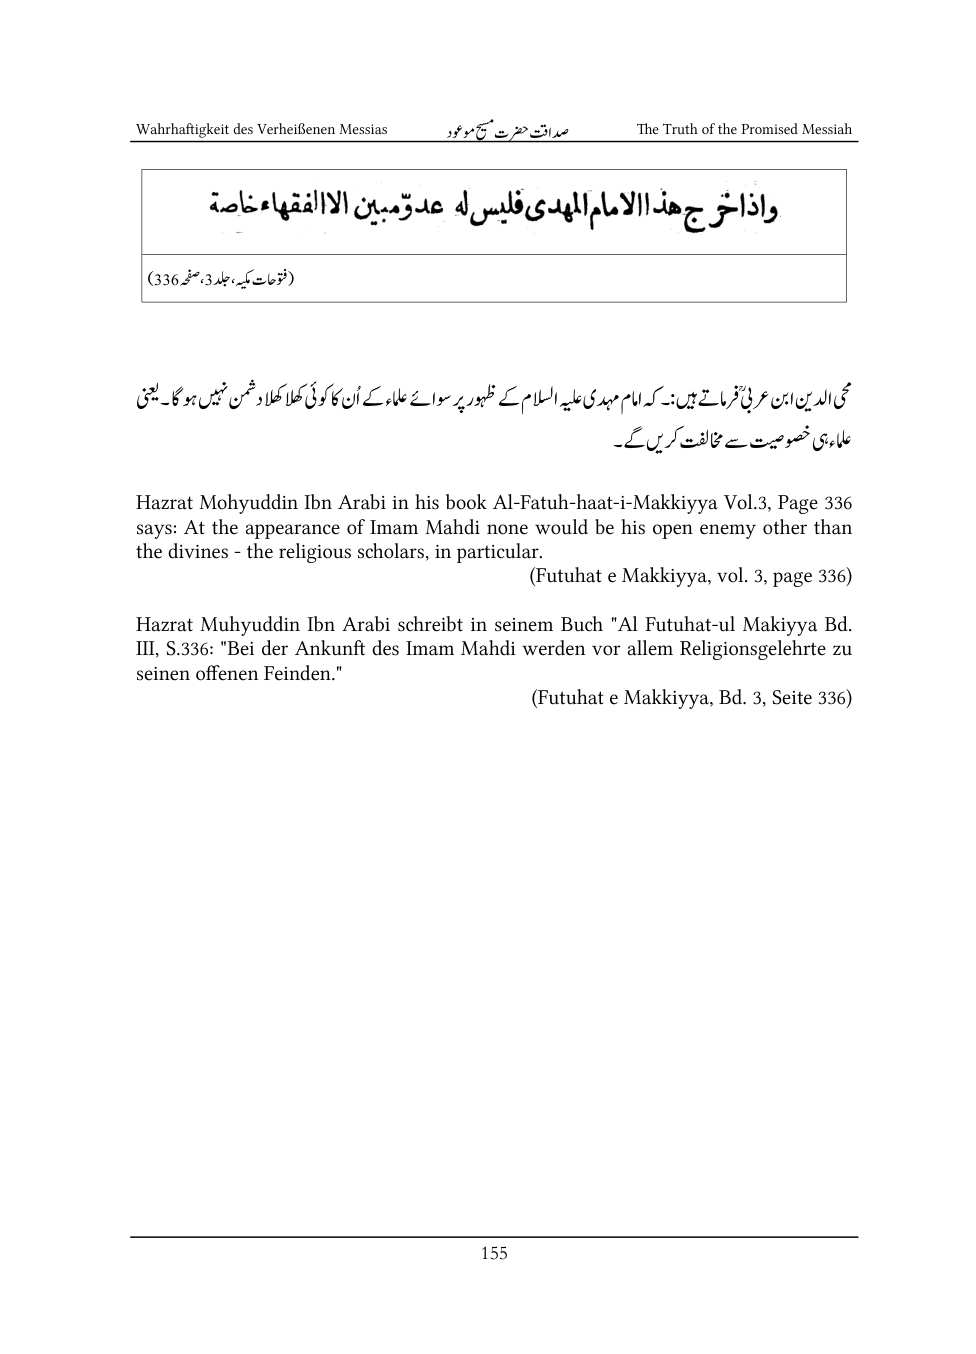 Wahrhaftigkeit des Verheißenen Messias صداقت حضرت مسیح موعود The Truth of the Promised Messiah
واذا خرج هذا الامام المهدى فليس له عدوّ مبين الا الفقهاء خاصة
(فتوحات مکیہ، جلد 3، صفحہ 336)
محی الدین ابن عربیؒ فرماتے ہیں:۔ کہ امام مہدی علیہ السلام کے ظہور پر سوائے علماء کے اُن کا کوئی کھلا کھلا دشمن نہیں ہو گا۔ یعنی
علماء ہی خصوصیت سے مخالفت کریں گے۔
Hazrat Mohyuddin Ibn Arabi in his book Al-Fatuh-haat-i-Makkiyya Vol.3, Page 336
says: At the appearance of Imam Mahdi none would be his open enemy other than
the divines - the religious scholars, in particular.
(Futuhat e Makkiyya, vol. 3, page 336)
Hazrat Muhyuddin Ibn Arabi schreibt in seinem Buch "Al Futuhat-ul Makiyya Bd.
III, S.336: "Bei der Ankunft des Imam Mahdi werden vor allem Religionsgelehrte zu
seinen offenen Feinden."
(Futuhat e Makkiyya, Bd. 3, Seite 336)
155